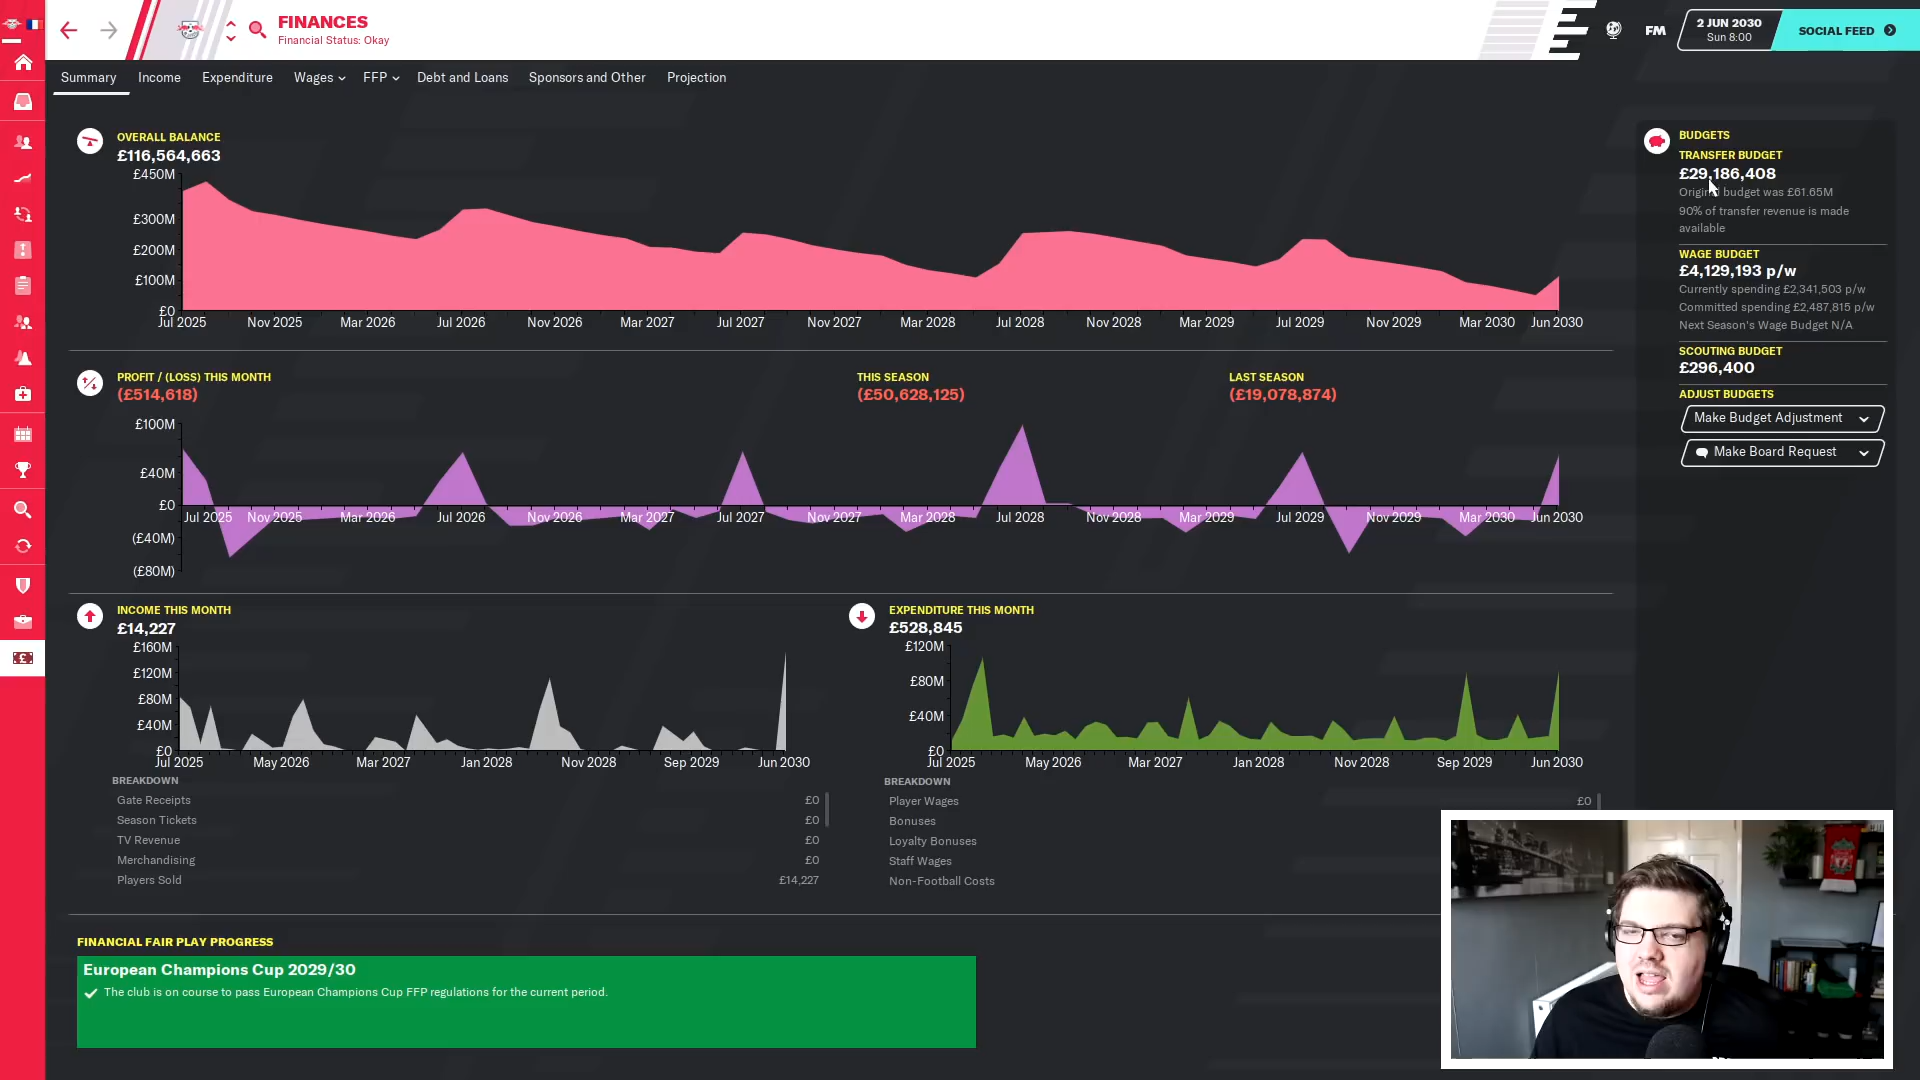 FINANCES
Financial Status: Okay
FM
2 JUN 2030
Sun 8:00
SOCIAL FEED
Summary
Income
Expenditure
Wages
FFP
Debt and Loans
Sponsors and Other
Projection
OVERALL BALANCE
£116,564,663
£450M
£300M
£200M
£100M
£0
Jul 2025 Nov 2025 Mar 2026 Jul 2026 Nov 2026 Mar 2027 Jul 2027 Nov 2027 Mar 2028 Jul 2028 Nov 2028 Mar 2029 Jul 2029 Nov 2029 Mar 2030 Jun 2030
PROFIT / (LOSS) THIS MONTH
(£514,618)
THIS SEASON
(£50,628,125)
LAST SEASON
(£19,078,874)
£100M
£40M
£0
(£40M)
(£80M)
Jul 2025 Nov 2025 Mar 2026 Jul 2026 Nov 2026 Mar 2027 Jul 2027 Nov 2027 Mar 2028 Jul 2028 Nov 2028 Mar 2029 Jul 2029 Nov 2029 Mar 2030 Jun 2030
INCOME THIS MONTH
£14,227
£160M
£120M
£80M
£40M
£0
Jul 2025 May 2026 Mar 2027 Jan 2028 Nov 2028 Sep 2029 Jun 2030
BREAKDOWN
Gate Receipts £0
Season Tickets £0
TV Revenue £0
Merchandising £0
Players Sold £14,227
EXPENDITURE THIS MONTH
£528,845
£120M
£80M
£40M
£0
Jul 2025 May 2026 Mar 2027 Jan 2028 Nov 2028 Sep 2029 Jun 2030
BREAKDOWN
Player Wages £0
Bonuses
Loyalty Bonuses
Staff Wages
Non-Football Costs
FINANCIAL FAIR PLAY PROGRESS
European Champions Cup 2029/30
The club is on course to pass European Champions Cup FFP regulations for the current period.
BUDGETS
TRANSFER BUDGET
£29,186,408
Original budget was £61.65M
90% of transfer revenue is made
available
WAGE BUDGET
£4,129,193 p/w
Currently spending £2,341,503 p/w
Committed spending £2,487,815 p/w
Next Season's Wage Budget N/A
SCOUTING BUDGET
£296,400
ADJUST BUDGETS
Make Budget Adjustment
Make Board Request